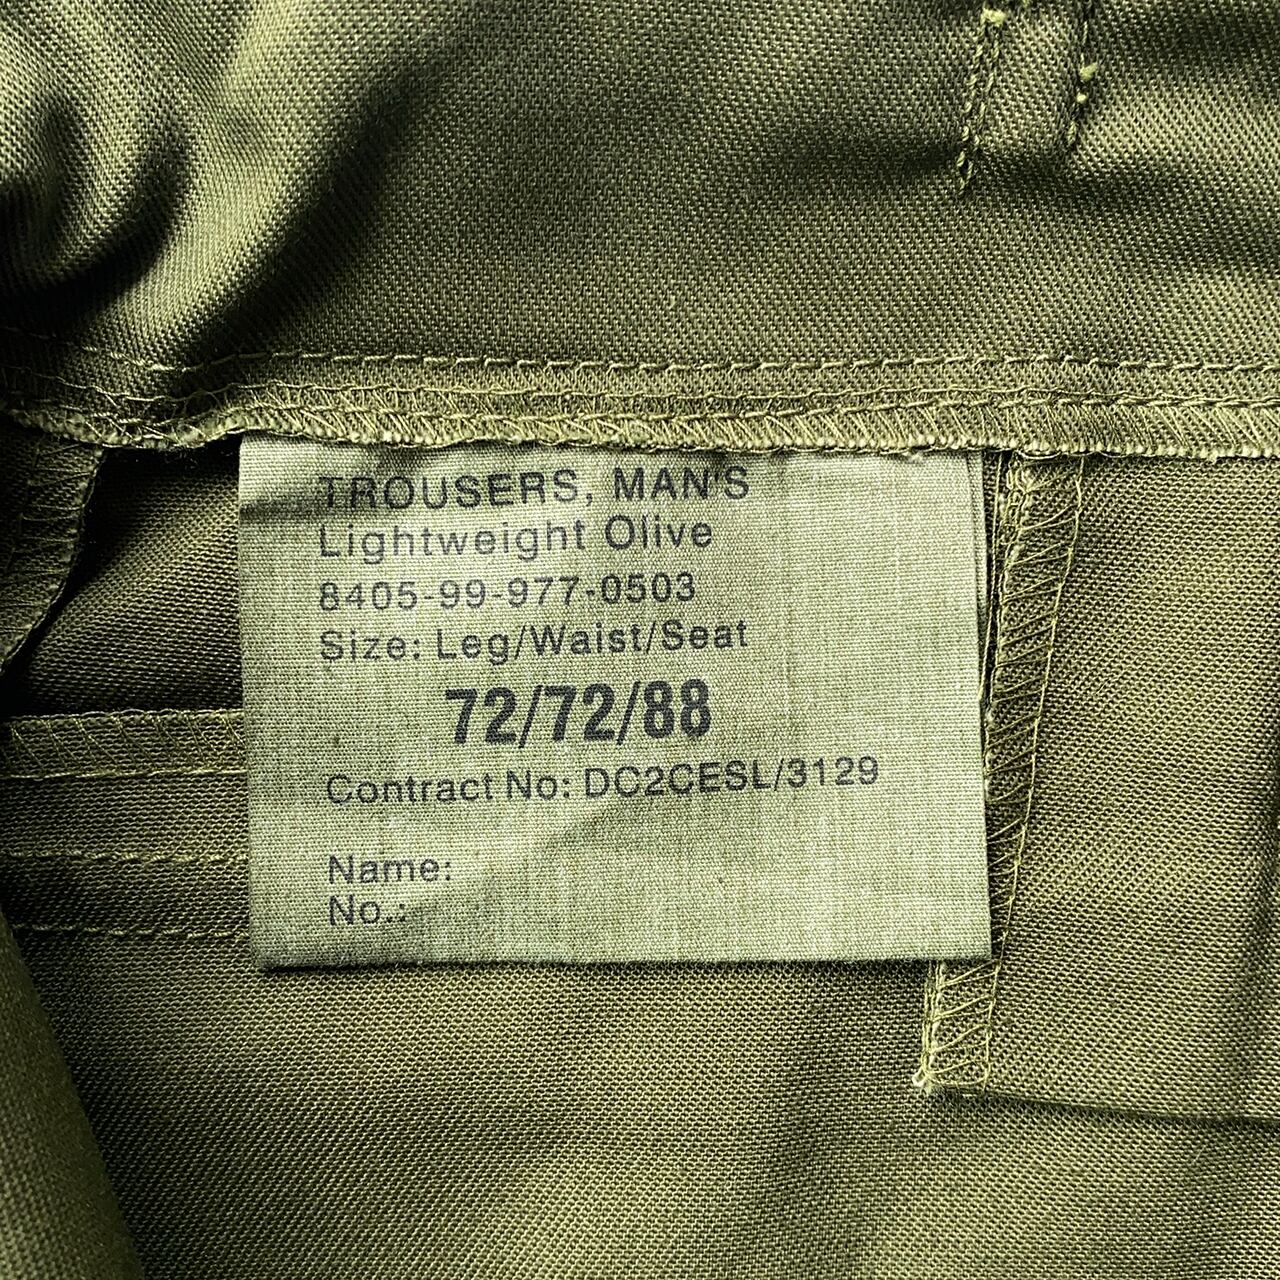 TROUSERS, MAN'S
Lightweight Olive
8405-99-977-0503
Size: Leg/Waist/Seat
72/72/88
Contract No: DC2CESL/3129
Name:
No.: